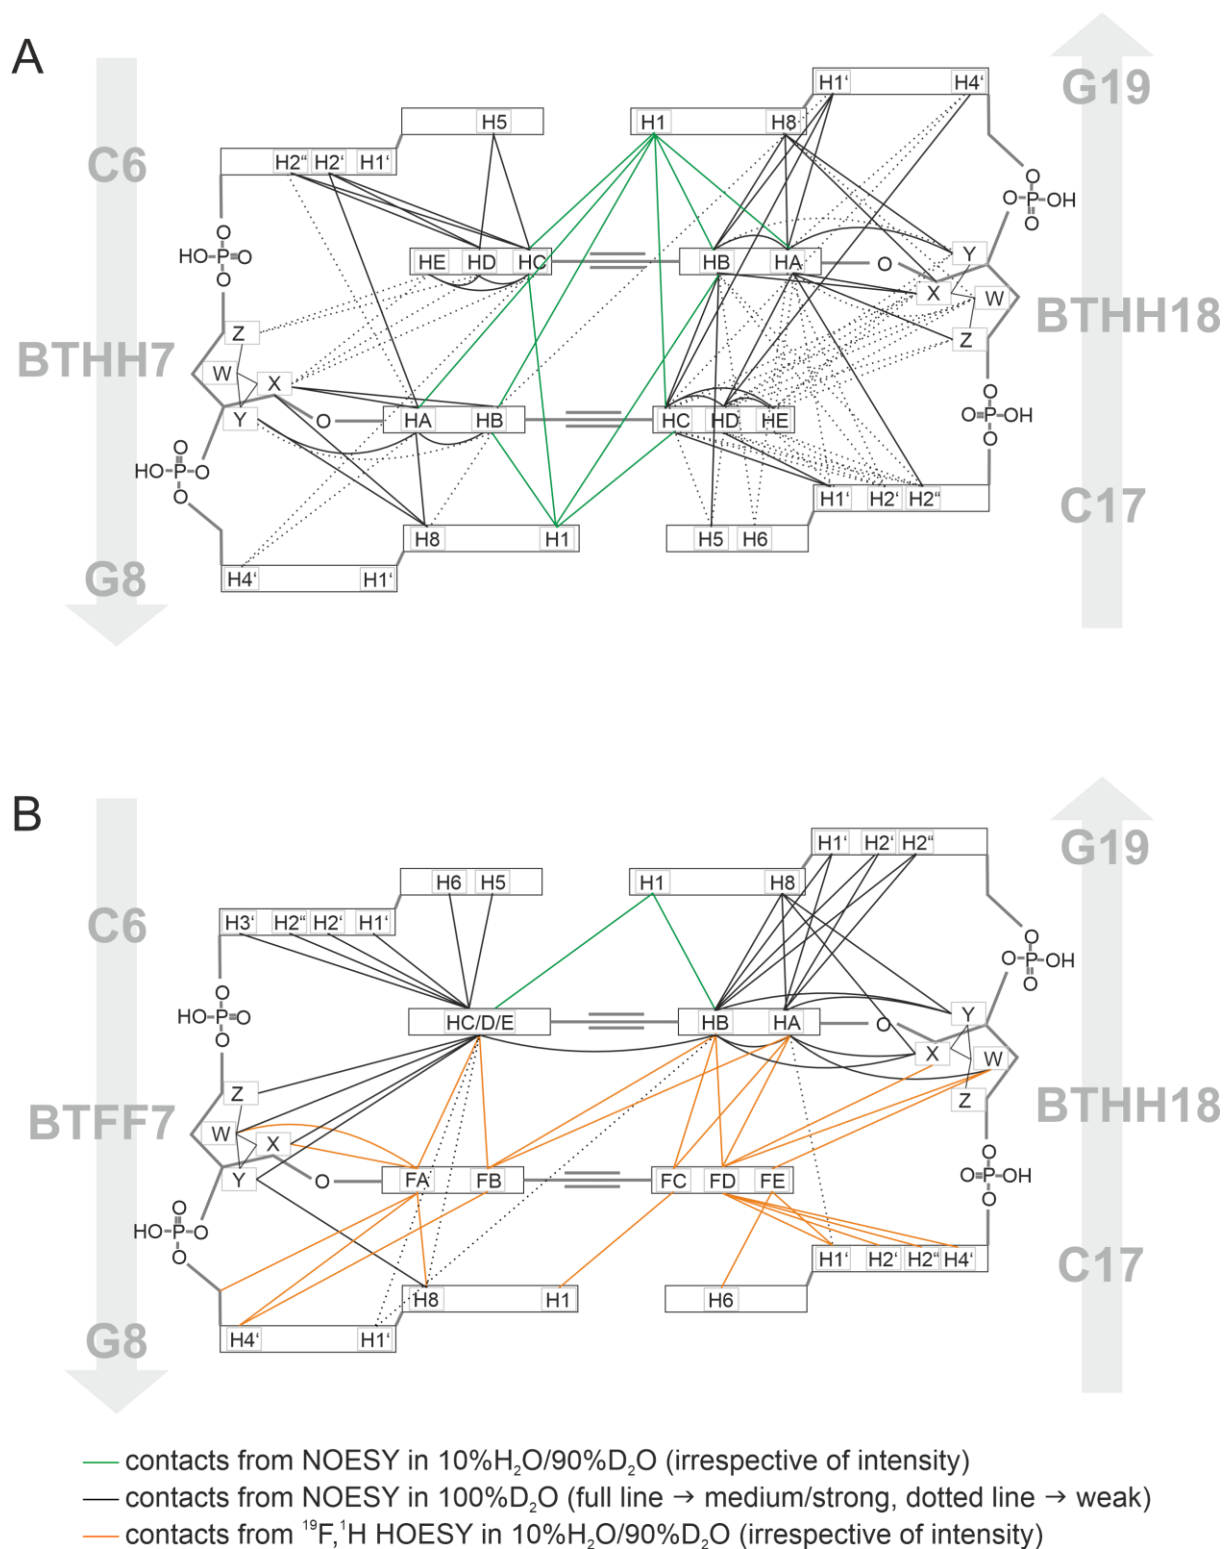 A
G19
H1‘ H4‘
H5 H1 H8
C6
H2“ H2‘ H1‘
O
HO P O
O
O
O P OH
O
HE HD HC HB HA O Y
X W
Z
BTHH18
Z
BTHH7
W X
Y O
HA HB HC HD HE
O
HO P O
O
O
O P OH
O
C17
H1‘ H2‘ H2“
H8 H1 H5 H6
G8
H4‘ H1‘
B
G19
H1‘ H2‘ H2“
H6 H5 H1 H8
C6
H3‘ H2“ H2‘ H1‘
O
HO P O
O
O
O P OH
O
HC/D/E HB HA O Y
X W
Z
BTHH18
Z
BTFF7
W X
Y O
FA FB FC FD FE
O
HO P O
O
O
O P OH
O
C17
H1‘ H2‘ H2“ H4‘
H8 H1 H6
G8
H4‘ H1‘
contacts from NOESY in 10%H₂O/90%D₂O (irrespective of intensity)
contacts from NOESY in 100%D₂O (full line → medium/strong, dotted line → weak)
contacts from ¹⁹F,¹H HOESY in 10%H₂O/90%D₂O (irrespective of intensity)